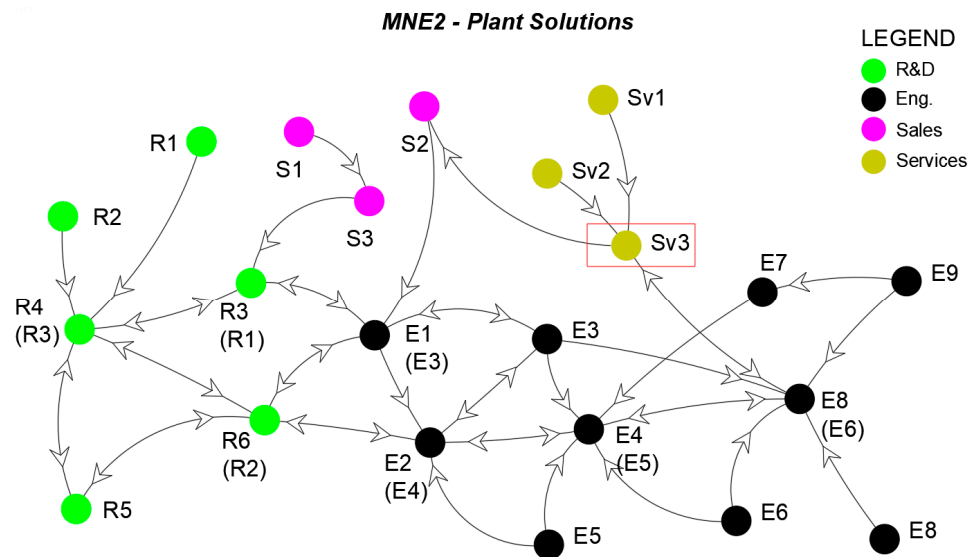 MNE2 - Plant Solutions
LEGEND
R&D
Eng.
Sales
Services
Sv1
S2
R1
S1
Sv2
R2
S3
Sv3
E7
E9
R4
(R3)
R3
(R1)
E1
(E3)
E3
E8
(E6)
R6
(R2)
E2
(E4)
E4
(E5)
R5
E5
E6
E8